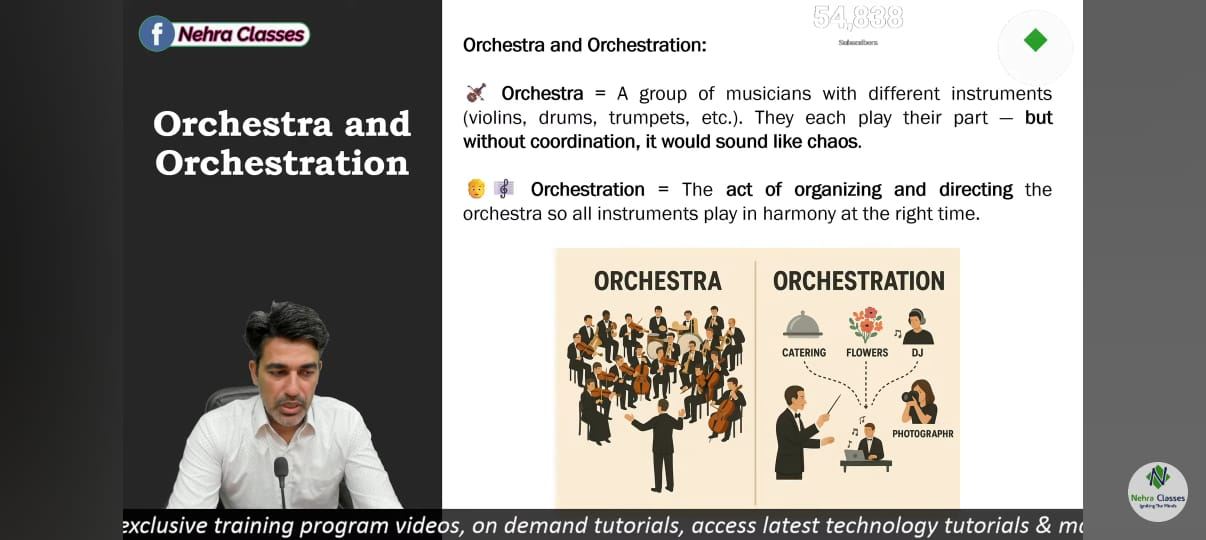 Nehra Classes
Orchestra and
Orchestration
54,838
Subscribers
Orchestra and Orchestration:
Orchestra = A group of musicians with different instruments
(violins, drums, trumpets, etc.). They each play their part — but
without coordination, it would sound like chaos.
Orchestration = The act of organizing and directing the
orchestra so all instruments play in harmony at the right time.
ORCHESTRA
ORCHESTRATION
CATERING
FLOWERS
DJ
PHOTOGRAPHR
Nehra Classes
Igniting The Minds
exclusive training program videos, on demand tutorials, access latest technology tutorials &